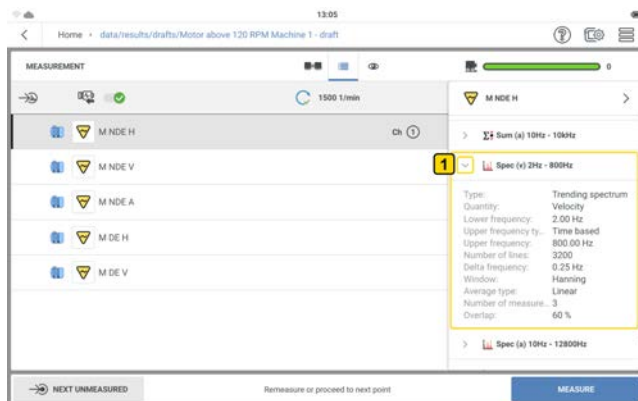 13:05
Home • data/results/drafts/Motor above 120 RPM Machine 1 - draft
MEASUREMENT
0
1500 1/min
M NDE H
M NDE H
Ch 1
M NDE V
M NDE A
M DE H
M DE V
Σ Sum (a) 10Hz - 10kHz
1
Spec (v) 2Hz - 800Hz
Type: Trending spectrum
Quantity: Velocity
Lower frequency: 2.00 Hz
Upper frequency ty... Time based
Upper frequency: 800.00 Hz
Number of lines: 3200
Delta frequency: 0.25 Hz
Window: Hanning
Average type: Linear
Number of measure... 3
Overlap: 60 %
Spec (a) 10Hz - 12800Hz
NEXT UNMEASURED
Remeasure or proceed to next point
MEASURE